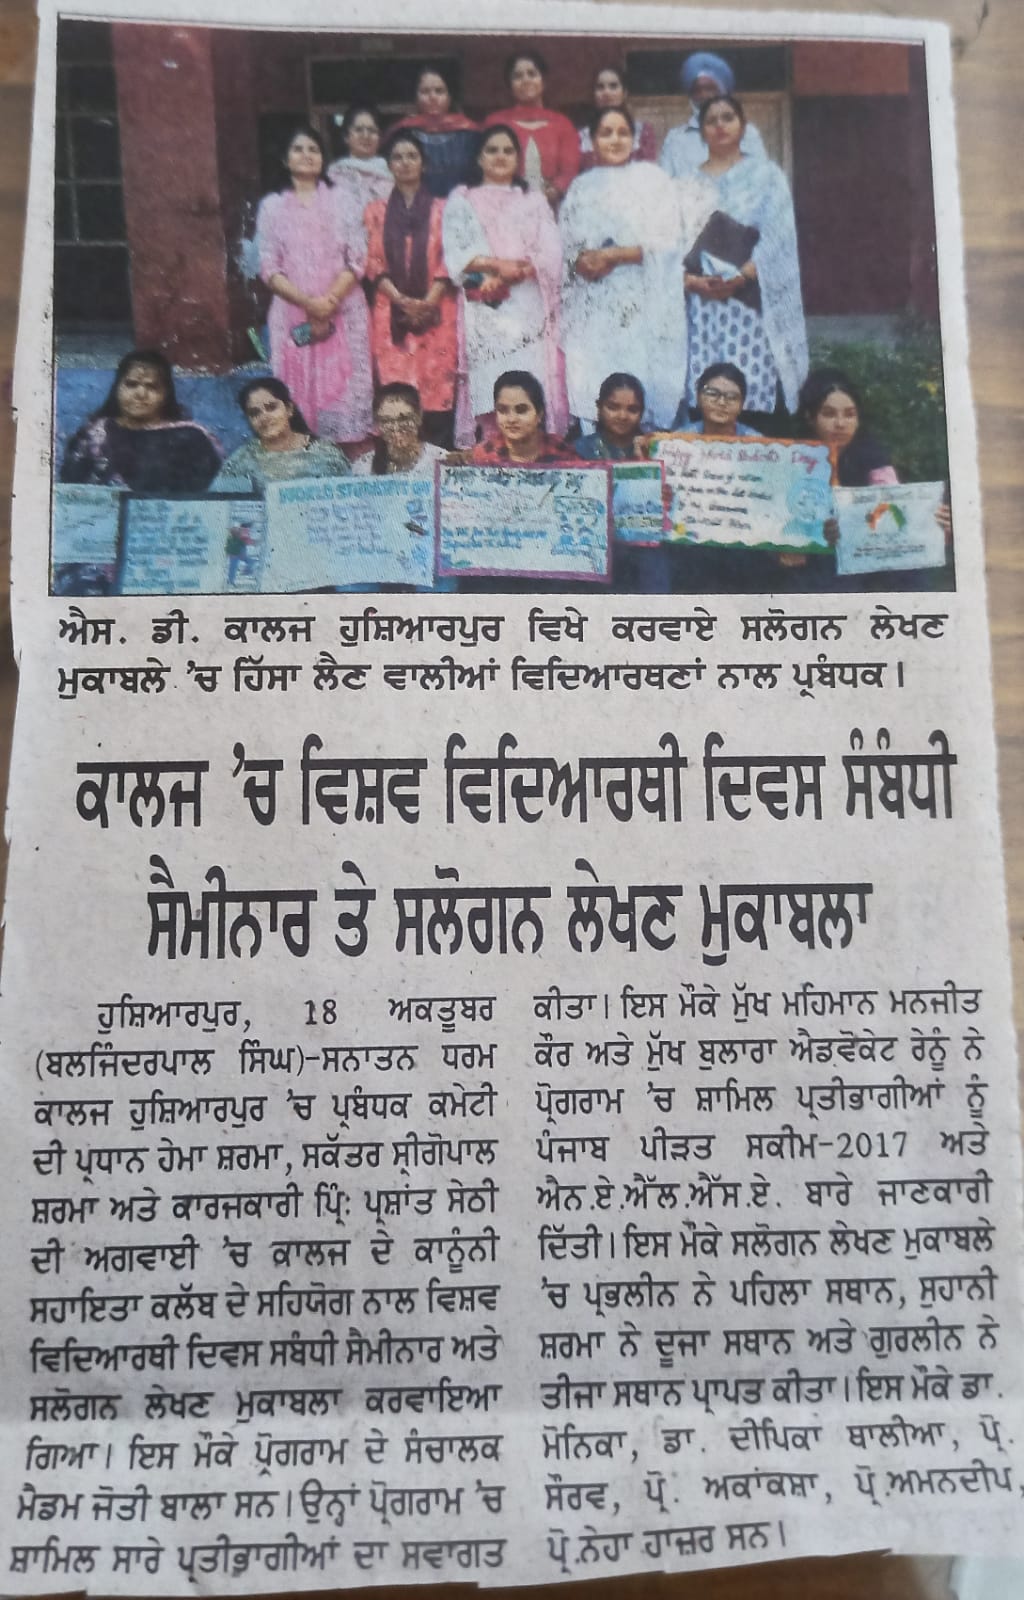 WORLD STUDENTS DAY
Happy World Students Day
ਐਸ. ਡੀ. ਕਾਲਜ ਹੁਸ਼ਿਆਰਪੁਰ ਵਿਖੇ ਕਰਵਾਏ ਸਲੋਗਨ ਲੇਖਣ
ਮੁਕਾਬਲੇ 'ਚ ਹਿੱਸਾ ਲੈਣ ਵਾਲੀਆਂ ਵਿਦਿਆਰਥਣਾਂ ਨਾਲ ਪ੍ਰਬੰਧਕ।
ਕਾਲਜ 'ਚ ਵਿਸ਼ਵ ਵਿਦਿਆਰਥੀ ਦਿਵਸ ਸੰਬੰਧੀ
ਸੈਮੀਨਾਰ ਤੇ ਸਲੋਗਨ ਲੇਖਣ ਮੁਕਾਬਲਾ
ਹੁਸ਼ਿਆਰਪੁਰ, 18 ਅਕਤੂਬਰ
(ਬਲਜਿੰਦਰਪਾਲ ਸਿੰਘ)-ਸਨਾਤਨ ਧਰਮ
ਕਾਲਜ ਹੁਸ਼ਿਆਰਪੁਰ 'ਚ ਪ੍ਰਬੰਧਕ ਕਮੇਟੀ
ਦੀ ਪ੍ਰਧਾਨ ਹੇਮਾ ਸ਼ਰਮਾ, ਸਕੱਤਰ ਸ੍ਰੀਗੋਪਾਲ
ਸ਼ਰਮਾ ਅਤੇ ਕਾਰਜਕਾਰੀ ਪ੍ਰਿੰ: ਪ੍ਰਸ਼ਾਂਤ ਸੇਠੀ
ਦੀ ਅਗਵਾਈ 'ਚ ਕਾਲਜ ਦੇ ਕਾਨੂੰਨੀ
ਸਹਾਇਤਾ ਕਲੱਬ ਦੇ ਸਹਿਯੋਗ ਨਾਲ ਵਿਸ਼ਵ
ਵਿਦਿਆਰਥੀ ਦਿਵਸ ਸਬੰਧੀ ਸੈਮੀਨਾਰ ਅਤੇ
ਸਲੋਗਨ ਲੇਖਣ ਮੁਕਾਬਲਾ ਕਰਵਾਇਆ
ਗਿਆ। ਇਸ ਮੌਕੇ ਪ੍ਰੋਗਰਾਮ ਦੇ ਸੰਚਾਲਕ
ਮੈਡਮ ਜੋਤੀ ਬਾਲਾ ਸਨ। ਉਨ੍ਹਾਂ ਪ੍ਰੋਗਰਾਮ 'ਚ
ਸ਼ਾਮਿਲ ਸਾਰੇ ਪ੍ਰਤੀਭਾਗੀਆਂ ਦਾ ਸਵਾਗਤ
ਕੀਤਾ। ਇਸ ਮੌਕੇ ਮੁੱਖ ਮਹਿਮਾਨ ਮਨਜੀਤ
ਕੌਰ ਅਤੇ ਮੁੱਖ ਬੁਲਾਰਾ ਐਡਵੋਕੇਟ ਰੇਨੂੰ ਨੇ
ਪ੍ਰੋਗਰਾਮ 'ਚ ਸ਼ਾਮਿਲ ਪ੍ਰਤੀਭਾਗੀਆਂ ਨੂੰ
ਪੰਜਾਬ ਪੀੜਤ ਸਕੀਮ-2017 ਅਤੇ
ਐਨ.ਏ.ਐੱਲ.ਐੱਸ.ਏ. ਬਾਰੇ ਜਾਣਕਾਰੀ
ਦਿੱਤੀ। ਇਸ ਮੌਕੇ ਸਲੋਗਨ ਲੇਖਣ ਮੁਕਾਬਲੇ
'ਚ ਪ੍ਰਭਲੀਨ ਨੇ ਪਹਿਲਾ ਸਥਾਨ, ਸੁਹਾਨੀ
ਸ਼ਰਮਾ ਨੇ ਦੂਜਾ ਸਥਾਨ ਅਤੇ ਗੁਰਲੀਨ ਨੇ
ਤੀਜਾ ਸਥਾਨ ਪ੍ਰਾਪਤ ਕੀਤਾ। ਇਸ ਮੌਕੇ ਡਾ.
ਮੋਨਿਕਾ, ਡਾ. ਦੀਪਿਕਾ ਥਾਲੀਆ, ਪ੍ਰੋ.
ਸੌਰਵ, ਪ੍ਰੋ. ਅਕਾਂਕਸ਼ਾ, ਪ੍ਰੋ.ਅਮਨਦੀਪ,
ਪ੍ਰੋ.ਨੇਹਾ ਹਾਜ਼ਰ ਸਨ।